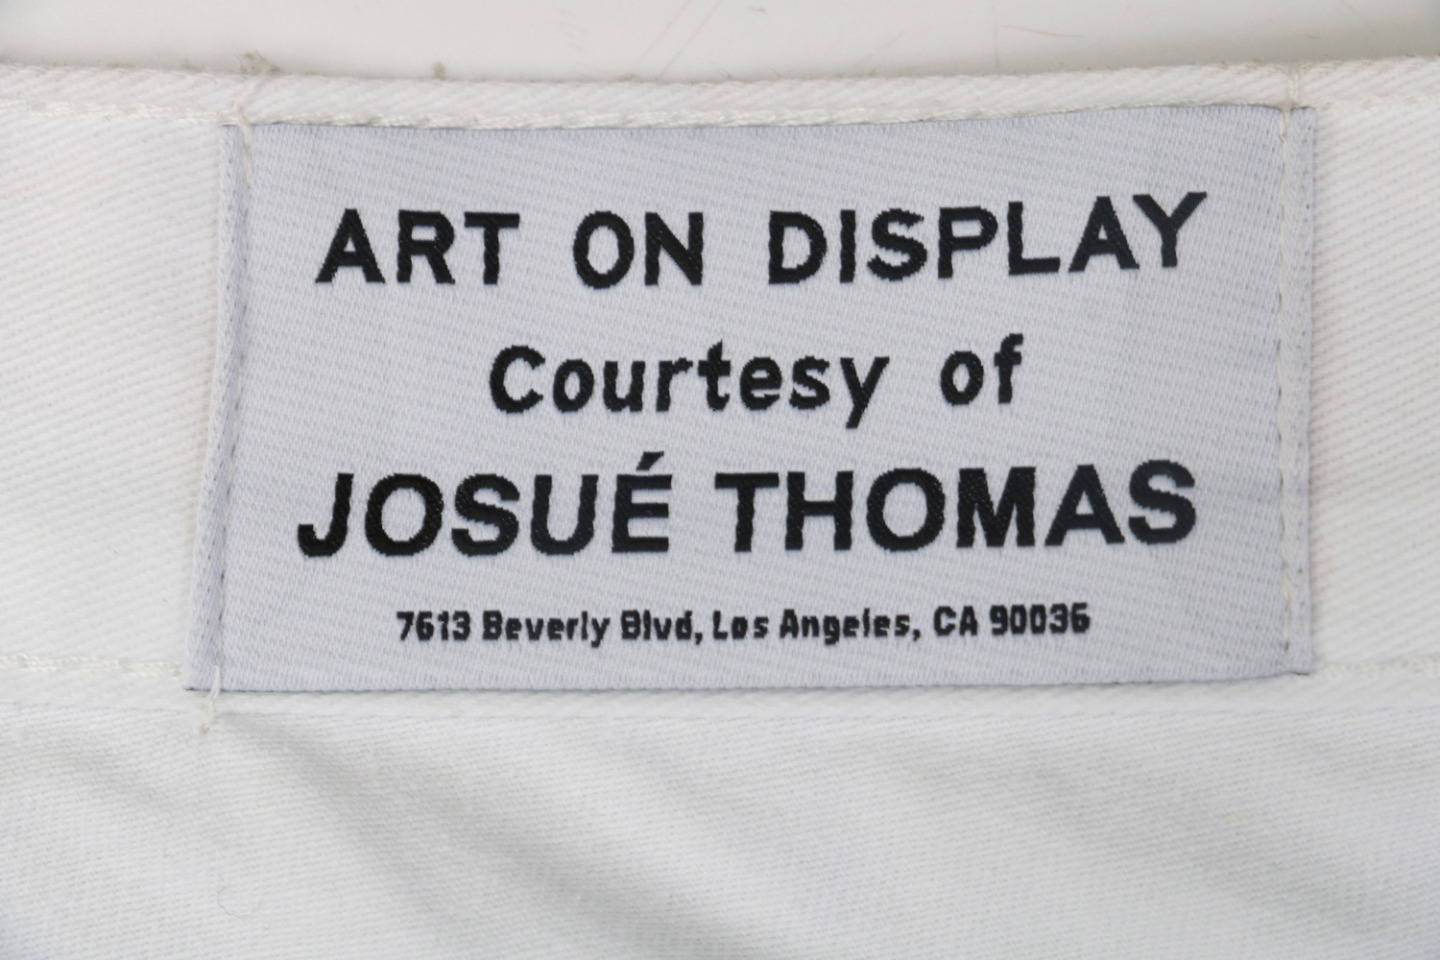 ART ON DISPLAY
Courtesy of
JOSUÉ THOMAS
7613 Beverly Blvd, Los Angeles, CA 90036